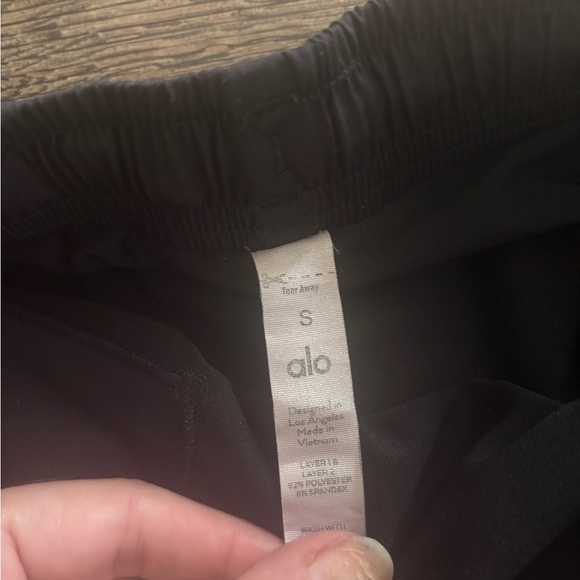 Tear Away
S
alo
Designed in
Los Angeles
Made in
Vietnam
LAYER 1 &
LAYER 2
92% POLYESTER
8% SPANDEX
WASH WITH